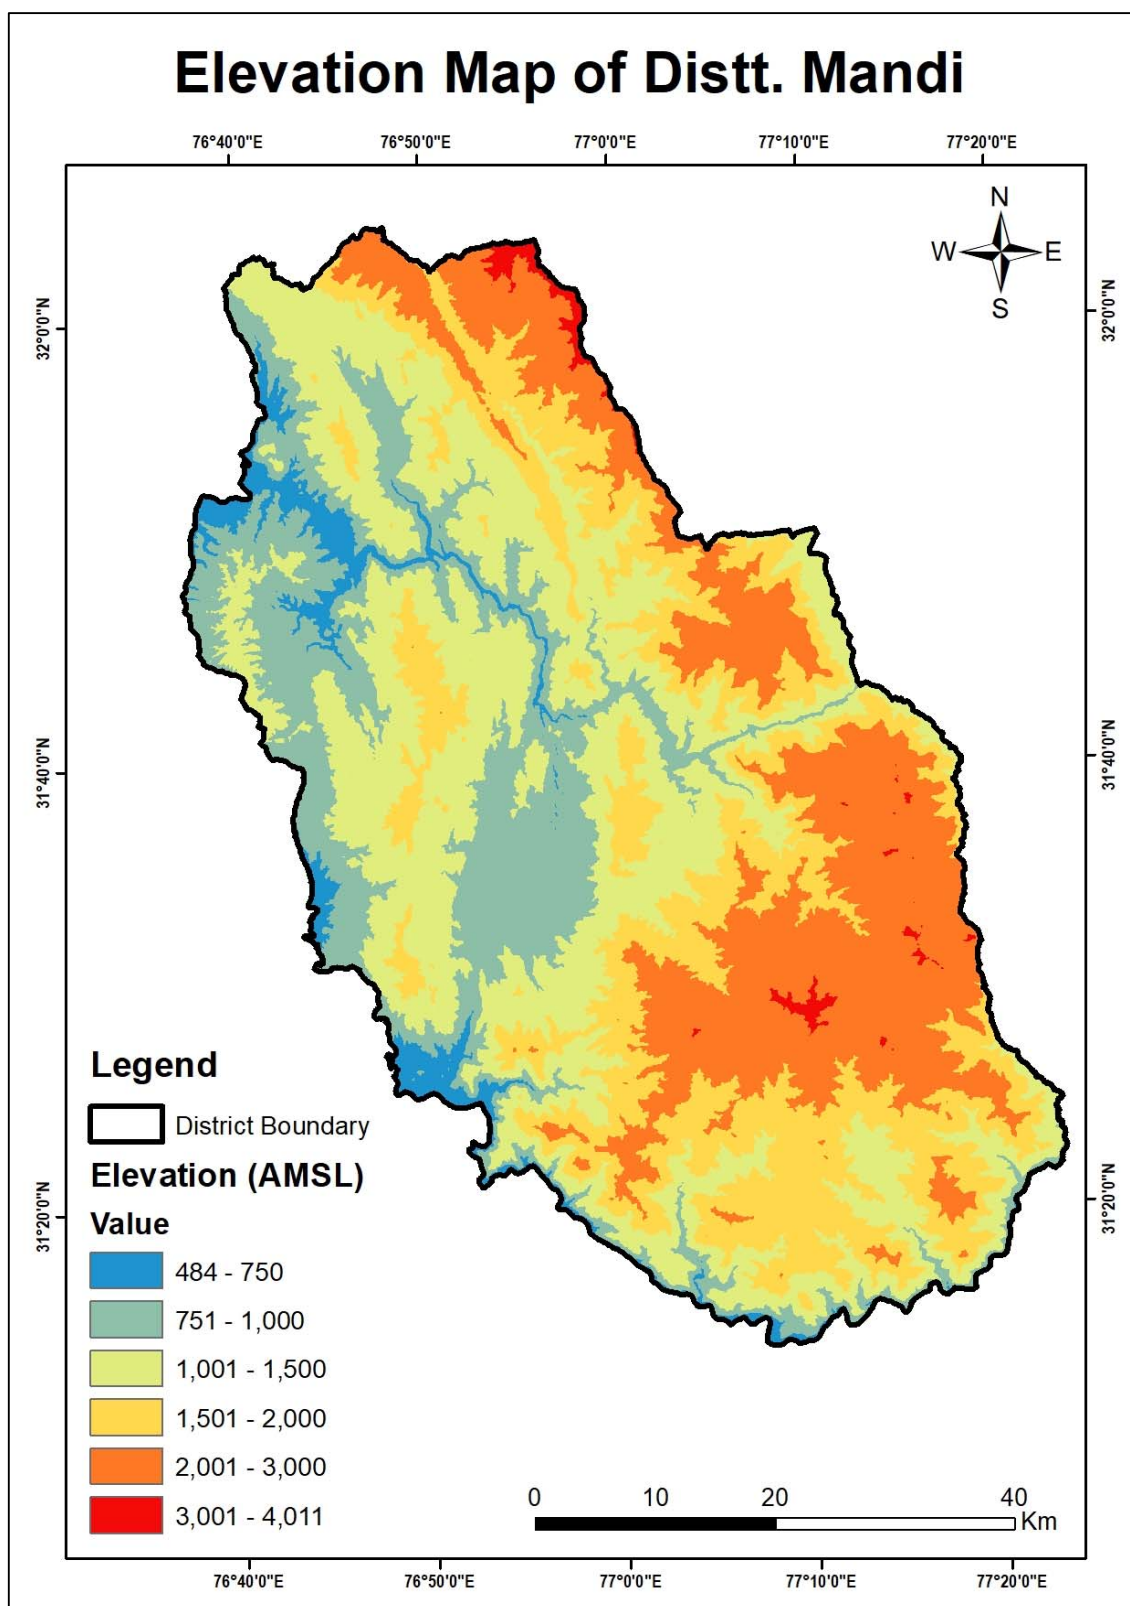 Elevation Map of Distt. Mandi
76°40'0"E 76°50'0"E 77°0'0"E 77°10'0"E 77°20'0"E
N
W E
S
32°0'0"N 32°0'0"N
31°40'0"N 31°40'0"N
31°20'0"N 31°20'0"N
Legend
District Boundary
Elevation (AMSL)
Value
484 - 750
751 - 1,000
1,001 - 1,500
1,501 - 2,000
2,001 - 3,000
3,001 - 4,011
0 10 20 40
Km
76°40'0"E 76°50'0"E 77°0'0"E 77°10'0"E 77°20'0"E